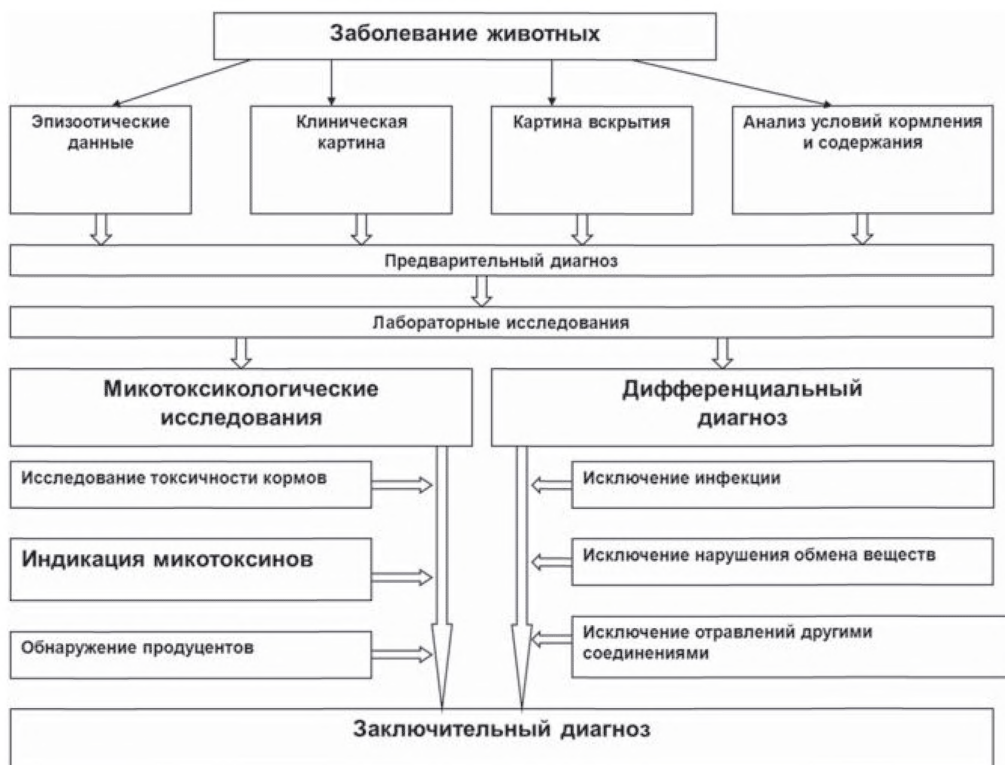 Заболевание животных
Эпизоотические
данные
Клиническая
картина
Картина вскрытия
Анализ условий кормления
и содержания
Предварительный диагноз
Лабораторные исследования
Микотоксикологические
исследования
Дифференциальный
диагноз
Исследование токсичности кормов
Исключение инфекции
Индикация микотоксинов
Исключение нарушения обмена веществ
Обнаружение продуцентов
Исключение отравлений другими
соединениями
Заключительный диагноз